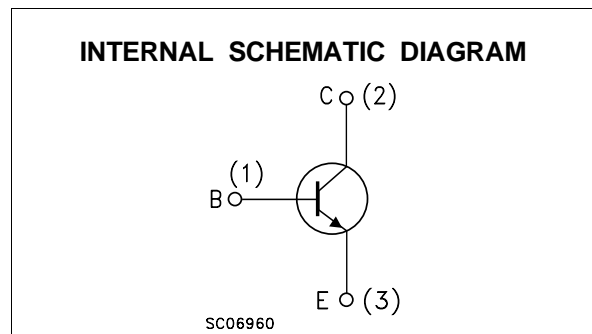 INTERNAL SCHEMATIC DIAGRAM
C (2)
(1)
B
E (3)
SC06960